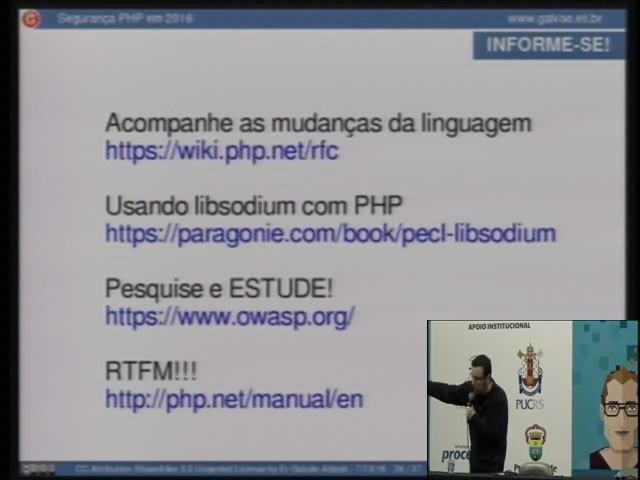 Segurança PHP em 2016
www.galvao.eti.br
INFORME-SE!
Acompanhe as mudanças da linguagem
https://wiki.php.net/rfc
Usando libsodium com PHP
https://paragonie.com/book/pecl-libsodium
Pesquise e ESTUDE!
https://www.owasp.org/
RTFM!!!
http://php.net/manual/en
APOIO INSTITUCIONAL
PUCRS